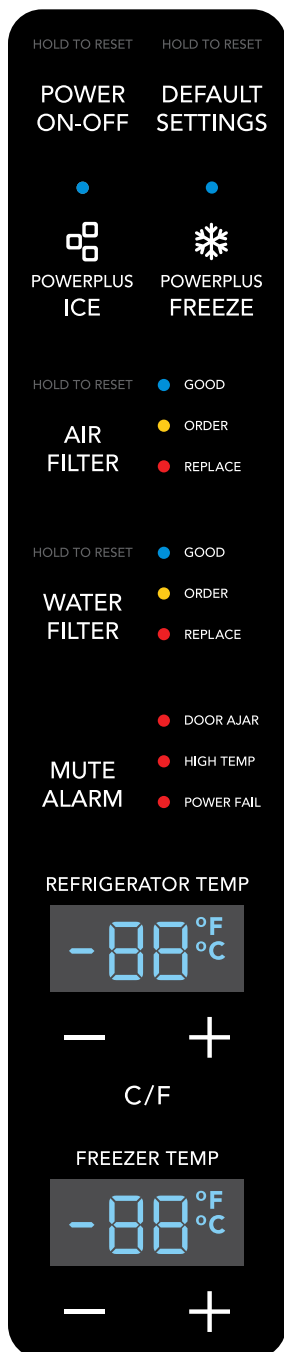 HOLD TO RESET HOLD TO RESET
POWER DEFAULT
ON-OFF SETTINGS
POWERPLUS POWERPLUS
ICE FREEZE
HOLD TO RESET
GOOD
AIR
FILTER
ORDER
REPLACE
HOLD TO RESET
GOOD
WATER
FILTER
ORDER
REPLACE
MUTE
ALARM
DOOR AJAR
HIGH TEMP
POWER FAIL
REFRIGERATOR TEMP
-88 °F
°C
− +
C/F
FREEZER TEMP
-88 °F
°C
− +